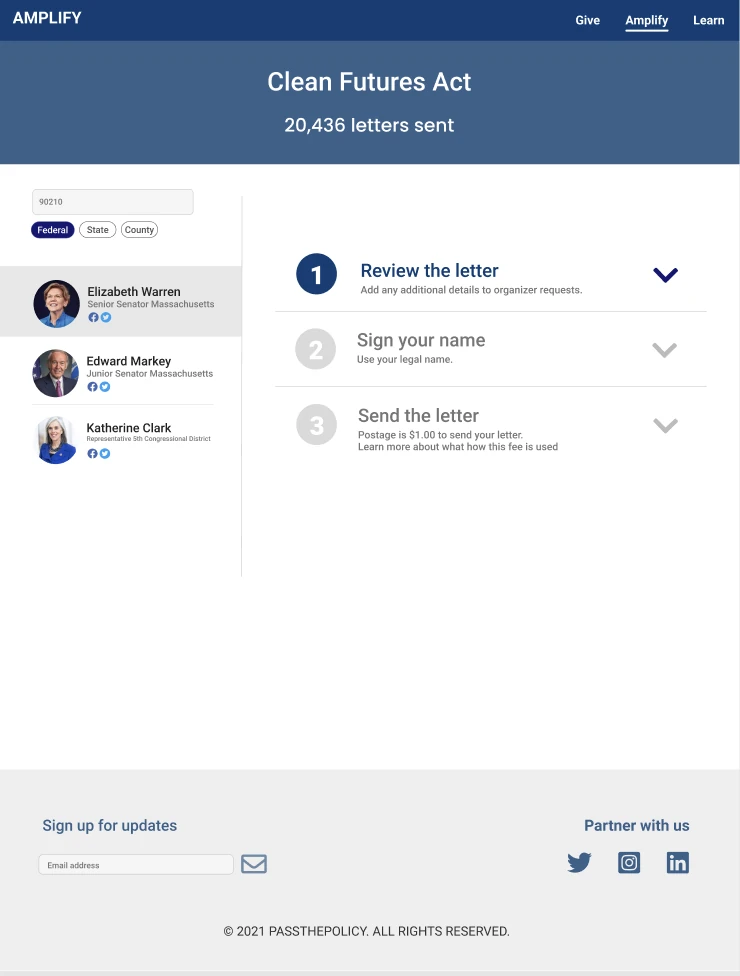 AMPLIFY
Give
Amplify
Learn
Clean Futures Act
20,436 letters sent
90210
Federal
State
County
Elizabeth Warren
Senior Senator Massachusetts
Edward Markey
Junior Senator Massachusetts
Katherine Clark
Representative 5th Congressional District
1
Review the letter
Add any additional details to organizer requests.
2
Sign your name
Use your legal name.
3
Send the letter
Postage is $1.00 to send your letter.
Learn more about what how this fee is used
Sign up for updates
Email address
Partner with us
© 2021 PASSTHEPOLICY. ALL RIGHTS RESERVED.